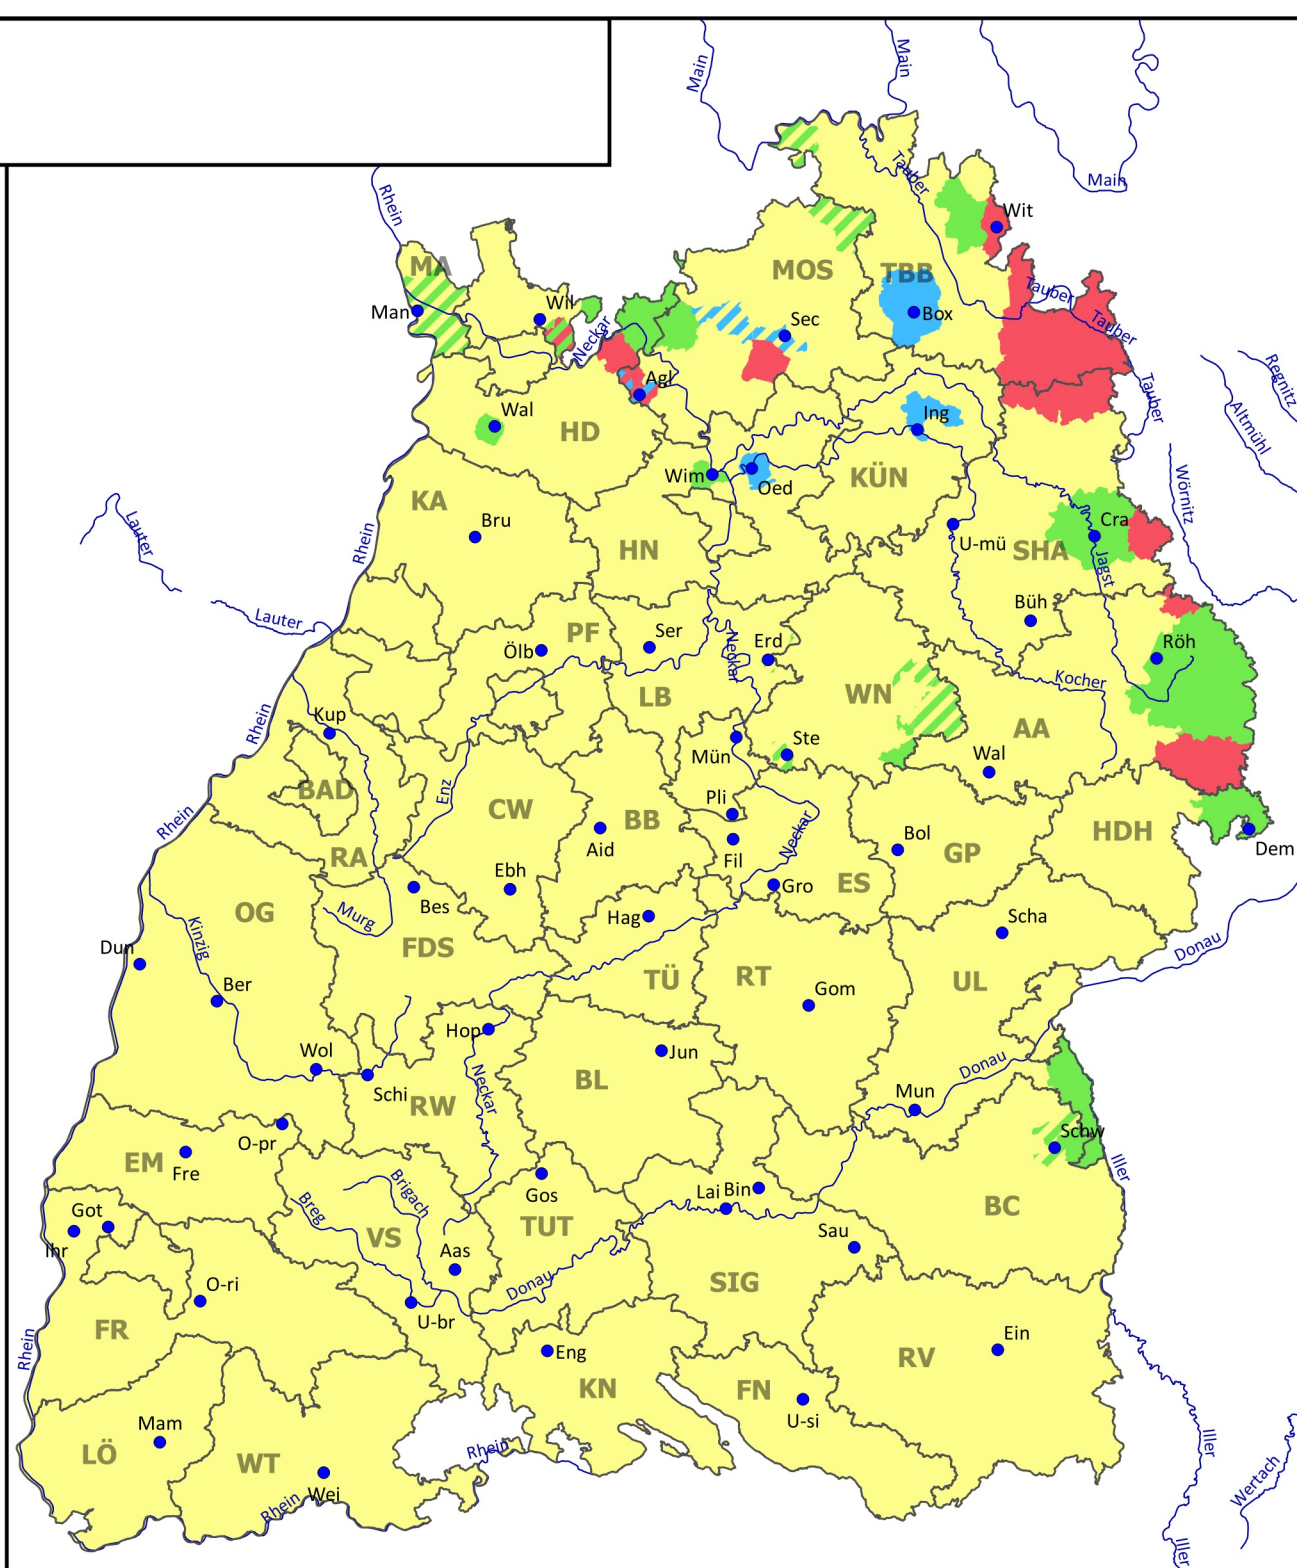 Main
Main
Main
Tauber
Rhein
Wit
MA
MOS
TBB
Tauber
Man
Wil
Neckar
Sec
Box
Tauber
Tauber
Regnitz
Altmühl
Agl
Wal
HD
Ing
Wim
Oed
KÜN
Wörnitz
KA
Bru
Lauter
Rhein
HN
U-mü
SHA
Cra
Jagst
Lauter
PF
Ser
Neckar
Erd
Büh
Röh
Ölb
LB
WN
Kocher
Kup
Rhein
Mün
Ste
AA
Wal
BAD
Enz
CW
BB
Pli
Rhein
Aid
Fil
Neckar
Bol
GP
HDH
Dem
RA
Ebh
Gro
ES
OG
Murg
Bes
Hag
Scha
Kinzig
Dun
FDS
TÜ
RT
UL
Donau
Ber
Gom
Hop
Wol
Jun
Schi
RW
Neckar
BL
Mun
Donau
O-pr
Schw
EM
Fre
Iller
Got
Ihr
Breg
Brigach
Gos
Lai
Bin
BC
VS
TUT
Sau
Aas
O-ri
Donau
SIG
FR
U-br
Rhein
Eng
KN
FN
RV
Ein
U-si
Mam
LÖ
WT
Rhein
Iller
Wertach
Wei
Rhein
Iller